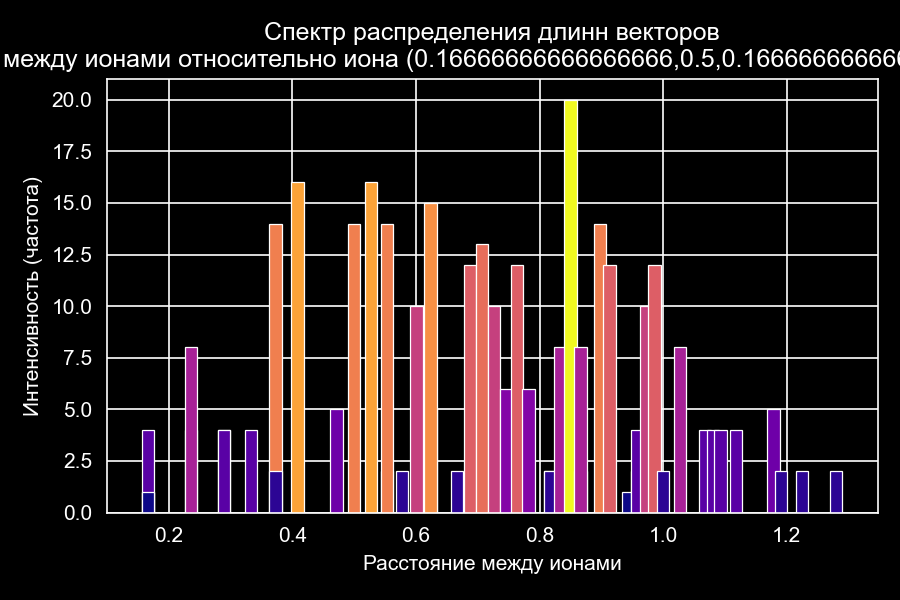 Спектр распределения длинн векторов
между ионами относительно иона (0.16666666666666666,0.5,0.166666666666
20.0
17.5
15.0
12.5
10.0
7.5
5.0
2.5
0.0
Интенсивность (частота)
0.2 0.4 0.6 0.8 1.0 1.2
Расстояние между ионами